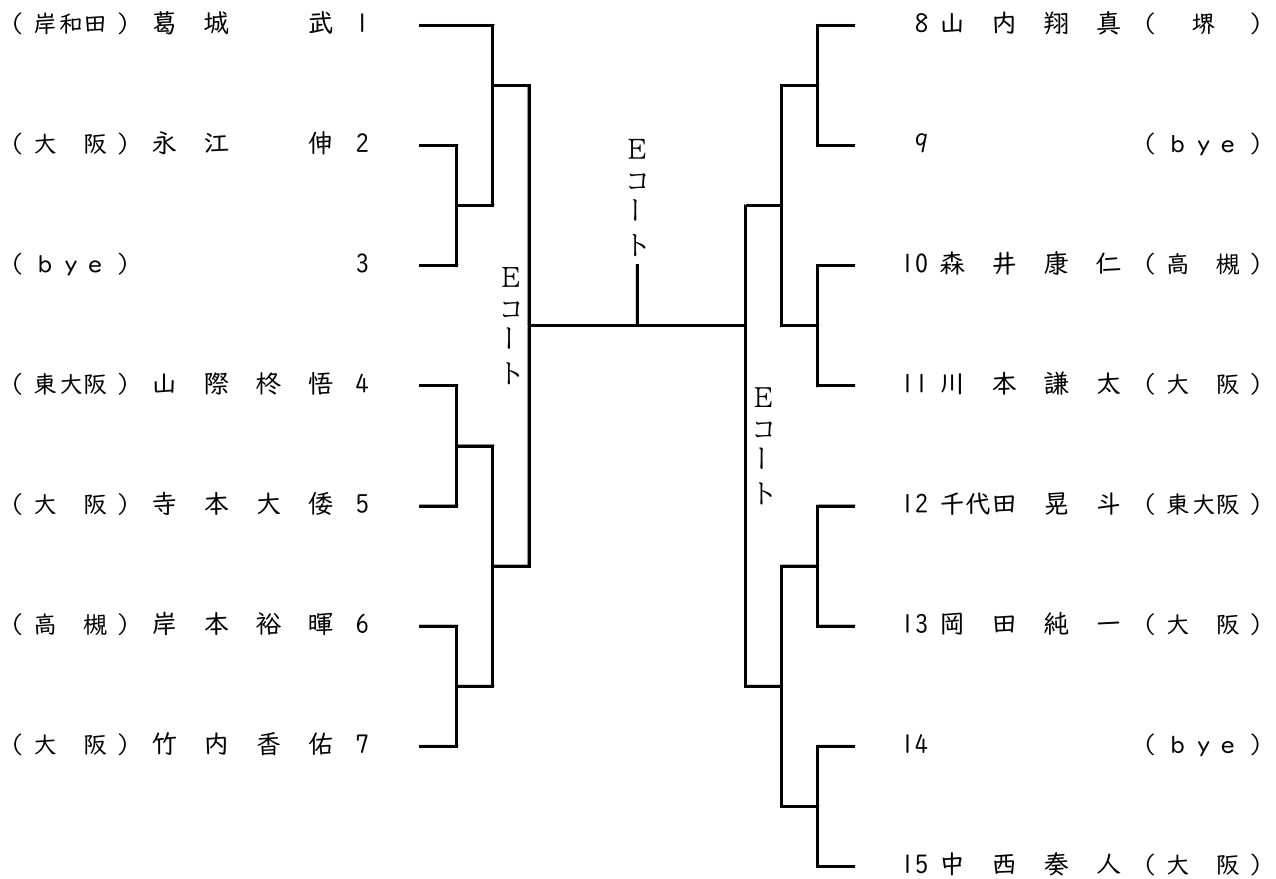 (岸和田) 葛城 武 1
(大阪) 永江 伸 2
(bye) 3
(東大阪) 山際柊悟 4
(大阪) 寺本大倭 5
(高槻) 岸本裕暉 6
(大阪) 竹内香佑 7
Eコート
Eコート
Eコート
8 山内翔真 (堺)
9 (bye)
10 森井康仁 (高槻)
11 川本謙太 (大阪)
12 千代田晃斗 (東大阪)
13 岡田純一 (大阪)
14 (bye)
15 中西奏人 (大阪)